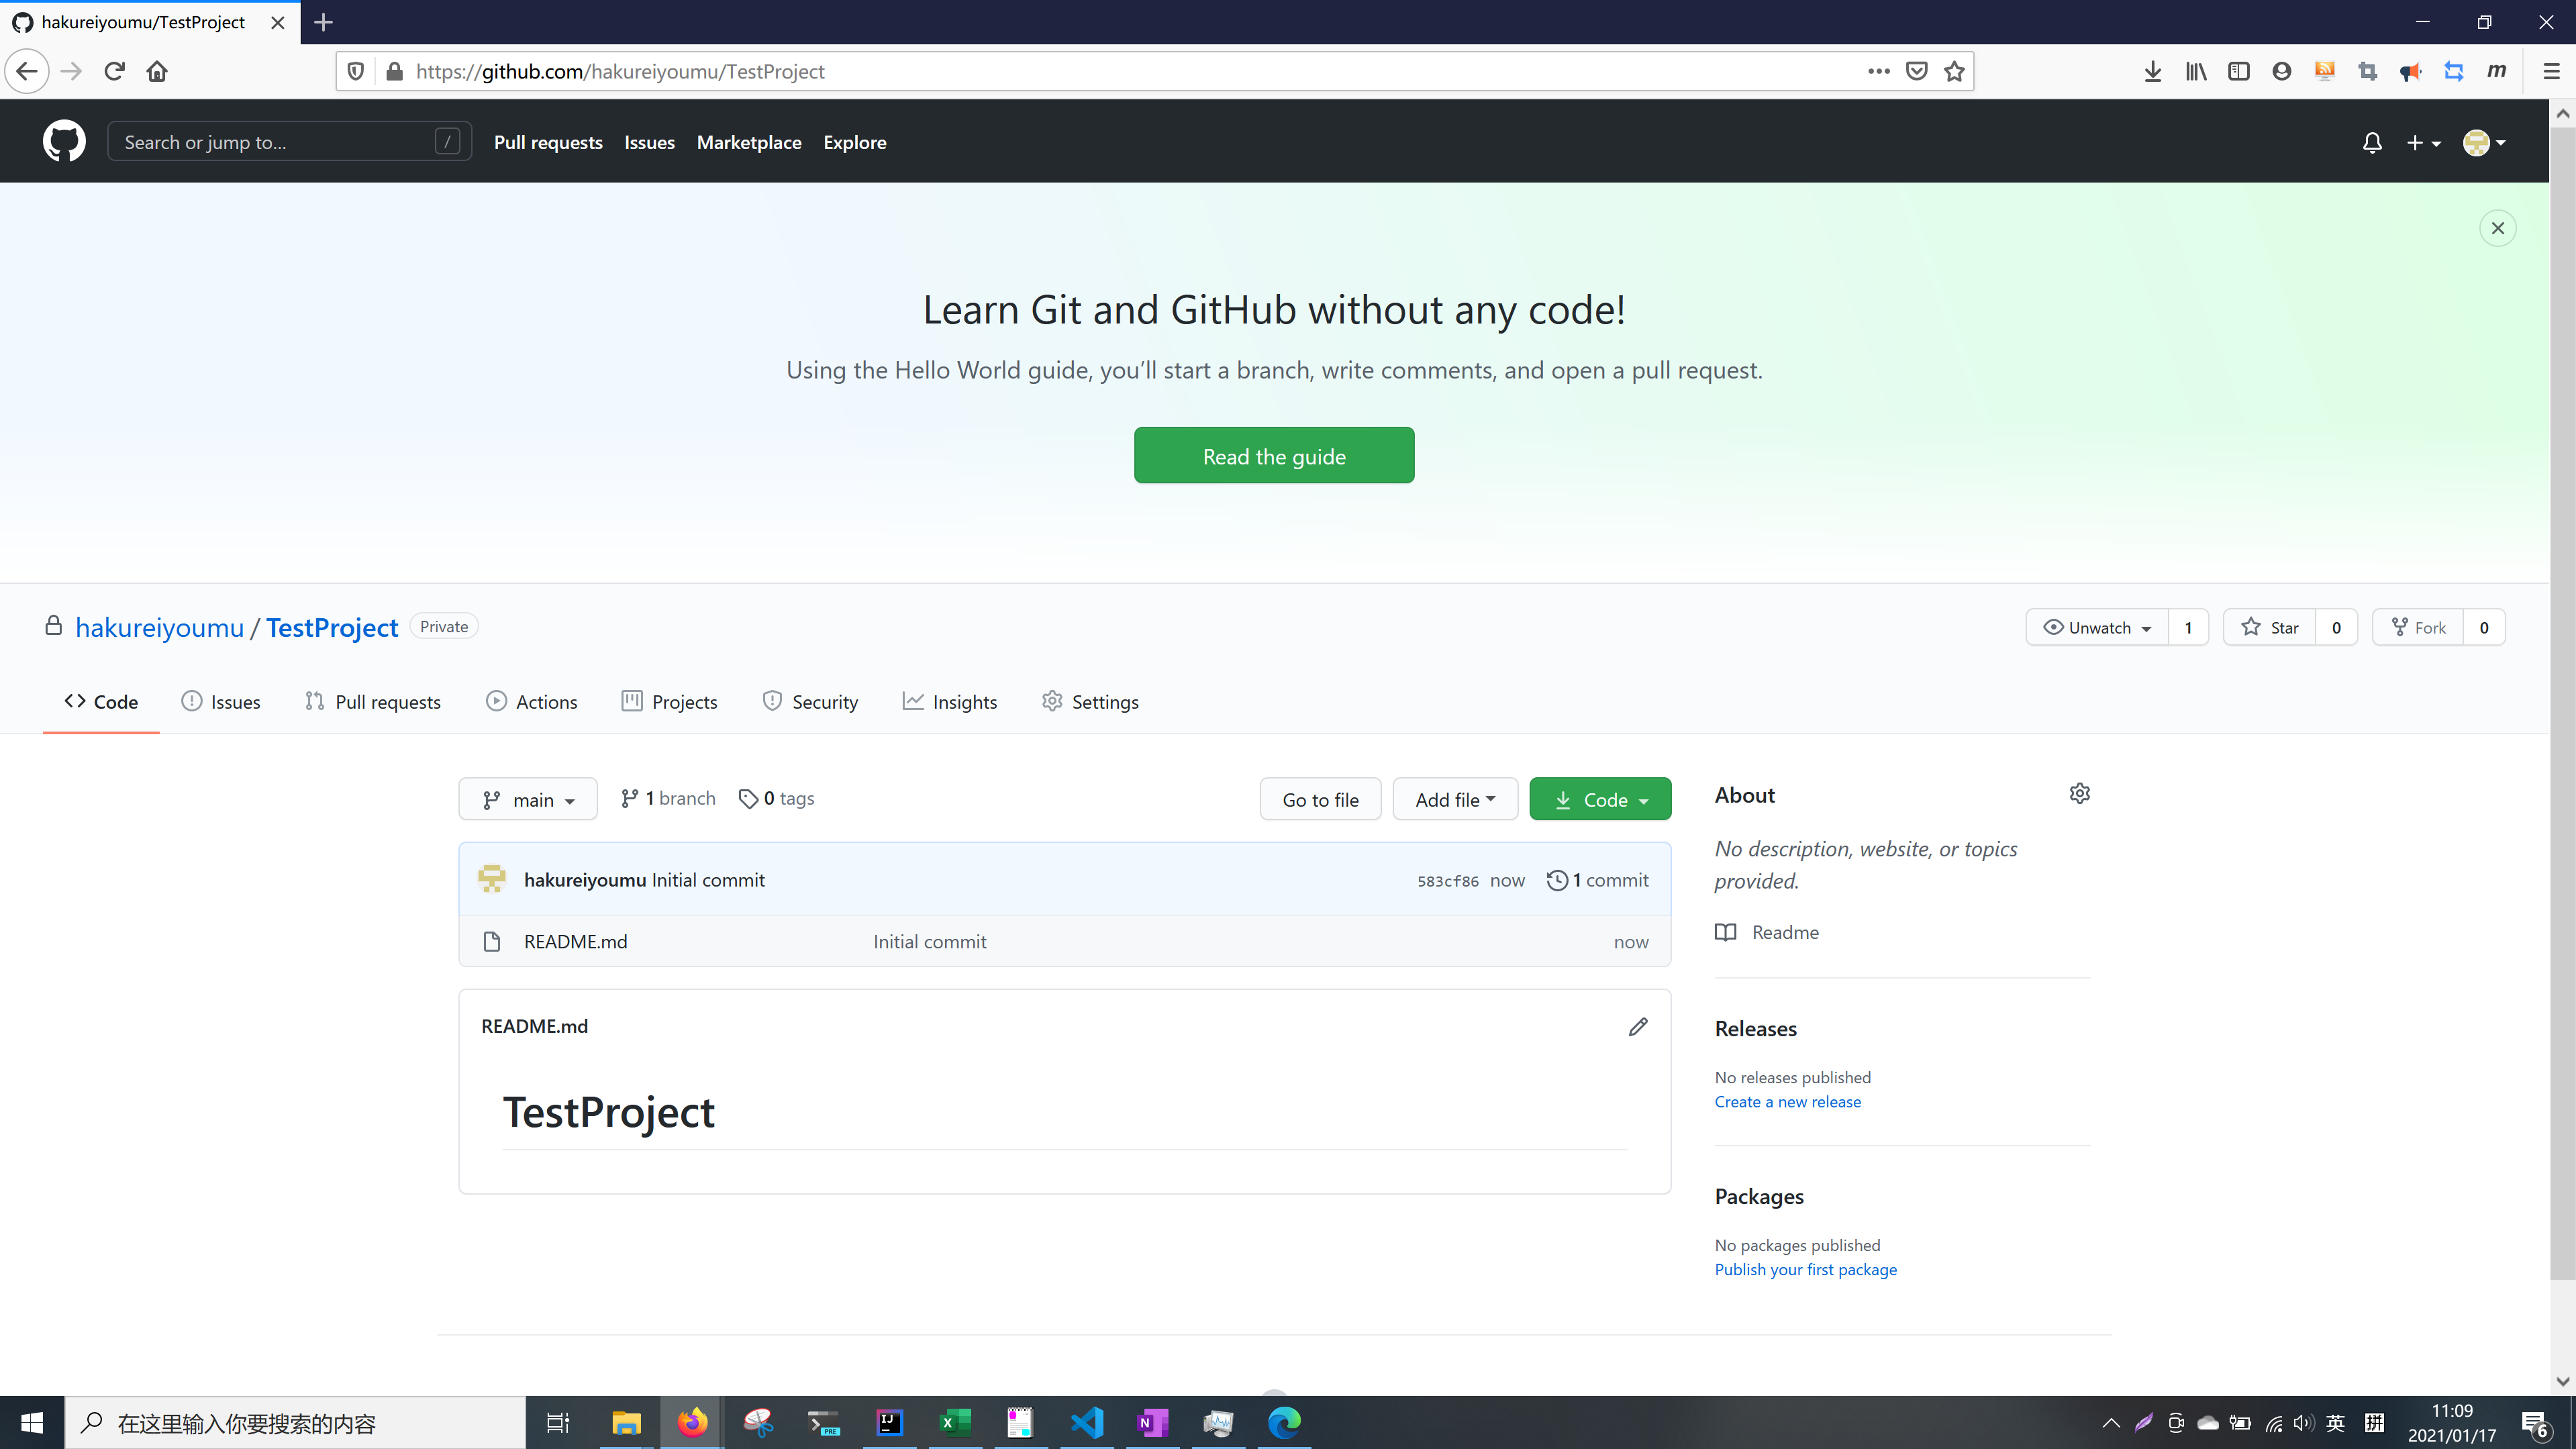 hakureiyoumu/TestProject
https://github.com/hakureiyoumu/TestProject
m
Search or jump to... /
Pull requests Issues Marketplace Explore
Learn Git and GitHub without any code!
Using the Hello World guide, you’ll start a branch, write comments, and open a pull request.
Read the guide
hakureiyoumu / TestProject Private
Unwatch 1 Star 0 Fork 0
Code Issues Pull requests Actions Projects Security Insights Settings
main 1 branch 0 tags Go to file Add file Code
hakureiyoumu Initial commit 583cf86 now 1 commit
README.md Initial commit now
README.md
TestProject
About
No description, website, or topics
provided.
Readme
Releases
No releases published
Create a new release
Packages
No packages published
Publish your first package
在这里输入你要搜索的内容
PRE
IJ
X
N
英
拼
11:09
2021/01/17
6